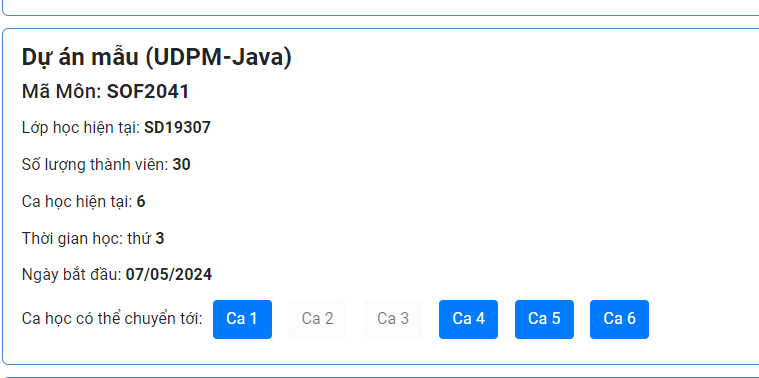 Dự án mẫu (UDPM-Java)
Mã Môn: SOF2041
Lớp học hiện tại: SD19307
Số lượng thành viên: 30
Ca học hiện tại: 6
Thời gian học: thứ 3
Ngày bắt đầu: 07/05/2024
Ca học có thể chuyển tới: Ca 1 Ca 2 Ca 3 Ca 4 Ca 5 Ca 6